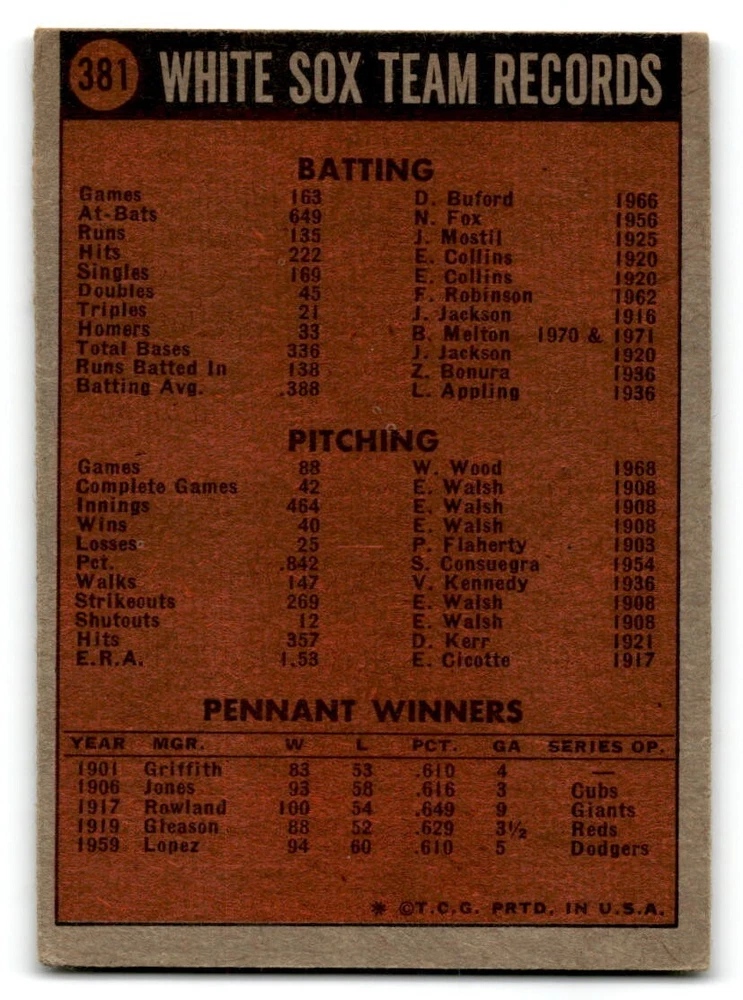 381 WHITE SOX TEAM RECORDS
BATTING
Games 163 D. Buford 1966
At-Bats 649 N. Fox 1956
Runs 135 J. Mostil 1925
Hits 222 E. Collins 1920
Singles 169 E. Collins 1920
Doubles 45 F. Robinson 1962
Triples 21 J. Jackson 1916
Homers 33 B. Melton 1970 & 1971
Total Bases 336 J. Jackson 1920
Runs Batted In 138 Z. Bonura 1936
Batting Avg. .388 L. Appling 1936
PITCHING
Games 88 W. Wood 1968
Complete Games 42 E. Walsh 1908
Innings 464 E. Walsh 1908
Wins 40 E. Walsh 1908
Losses 25 P. Flaherty 1903
Pct. .842 S. Consuegra 1954
Walks 147 V. Kennedy 1936
Strikeouts 269 E. Walsh 1908
Shutouts 12 E. Walsh 1908
Hits 357 D. Kerr 1921
E.R.A. 1.53 E. Cicotte 1917
PENNANT WINNERS
YEAR MGR. W L PCT. GA SERIES OP.
1901 Griffith 83 53 .610 4 —
1906 Jones 93 58 .616 3 Cubs
1917 Rowland 100 54 .649 9 Giants
1919 Gleason 88 52 .629 3½ Reds
1959 Lopez 94 60 .610 5 Dodgers
* ©T.C.G. PRTD. IN U.S.A.